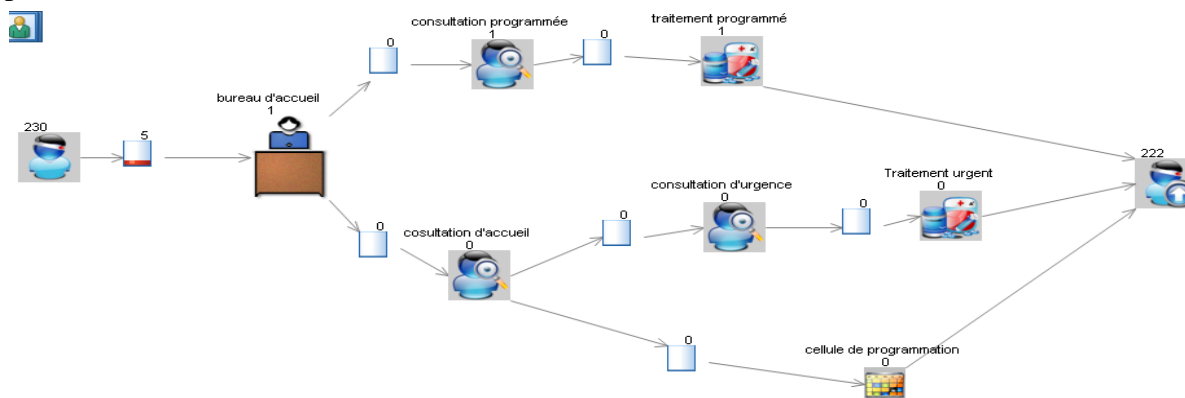 consultation programmée
1
traitement programmé
1
0
0
bureau d'accueil
1
230
5
222
consultation d'urgence
0
Traitement urgent
0
0
0
0
cosultation d'accueil
0
0
cellule de programmation
0